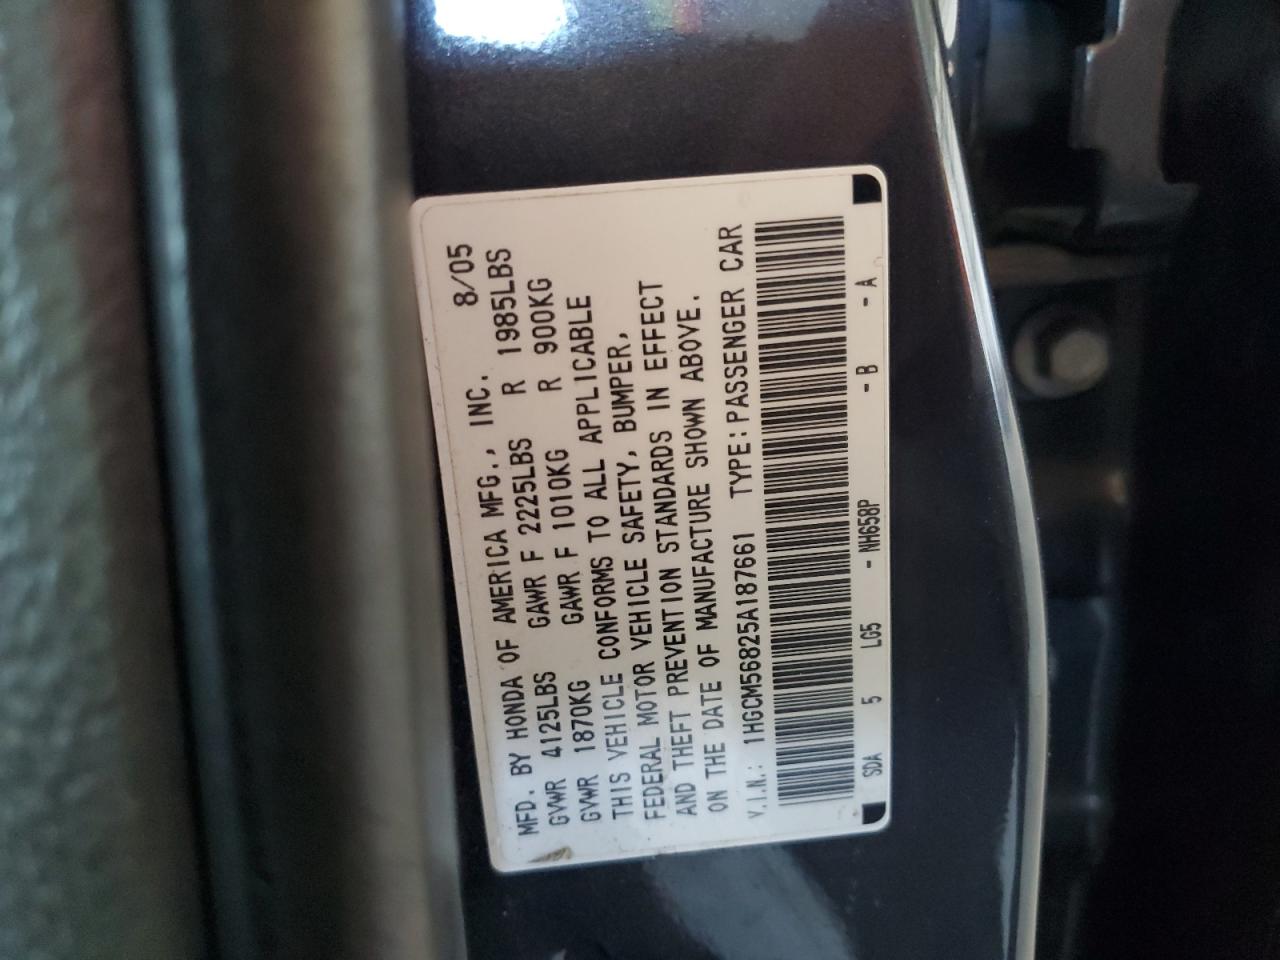 MFD. BY HONDA OF AMERICA MFG., INC. 8/05
GVWR 4125LBS GAWR F 2225LBS R 1985LBS
GVWR 1870KG GAWR F 1010KG R 900KG
THIS VEHICLE CONFORMS TO ALL APPLICABLE
FEDERAL MOTOR VEHICLE SAFETY, BUMPER,
AND THEFT PREVENTION STANDARDS IN EFFECT
ON THE DATE OF MANUFACTURE SHOWN ABOVE.
V.I.N.: 1HGCM56825A187661 TYPE:PASSENGER CAR
SDA 5 LG5 - NH658P - B - A